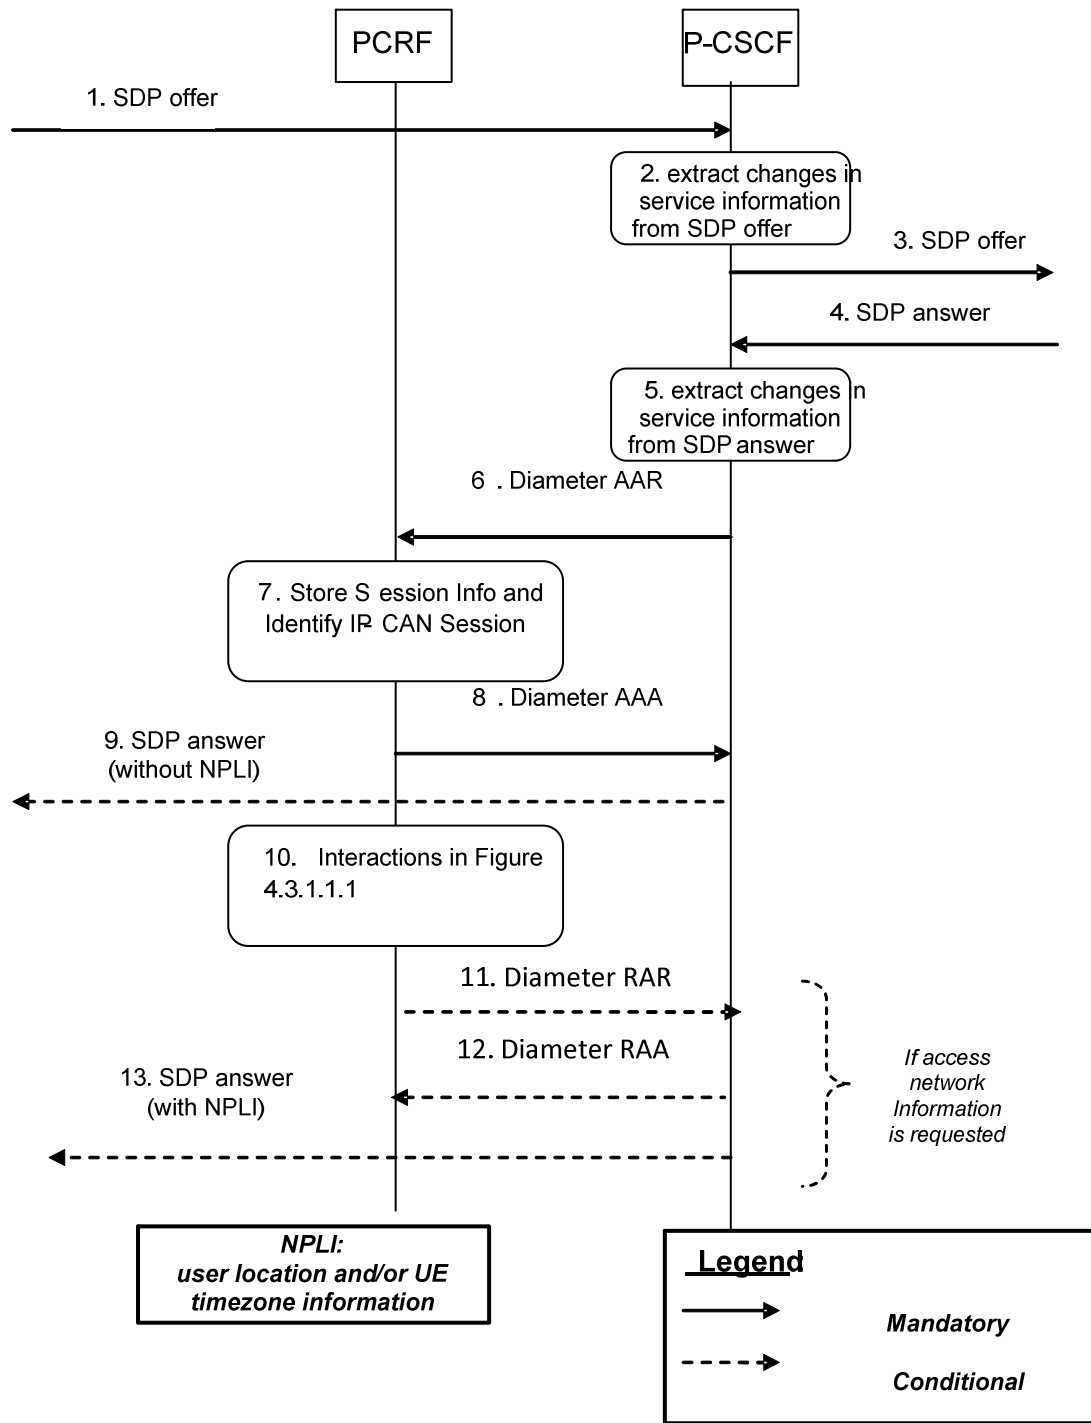 PCRF
P-CSCF
1. SDP offer
2. extract changes in
service information
from SDP offer
3. SDP offer
4. SDP answer
5. extract changes in
service information
from SDP answer
6 . Diameter AAR
7. Store S ession Info and
Identify IP- CAN Session
8 . Diameter AAA
9. SDP answer
(without NPLI)
10. Interactions in Figure
4.3.1.1.1
11. Diameter RAR
12. Diameter RAA
13. SDP answer
(with NPLI)
If access
network
Information
is requested
NPLI:
user location and/or UE
timezone information
Legend:
Mandatory
Conditional